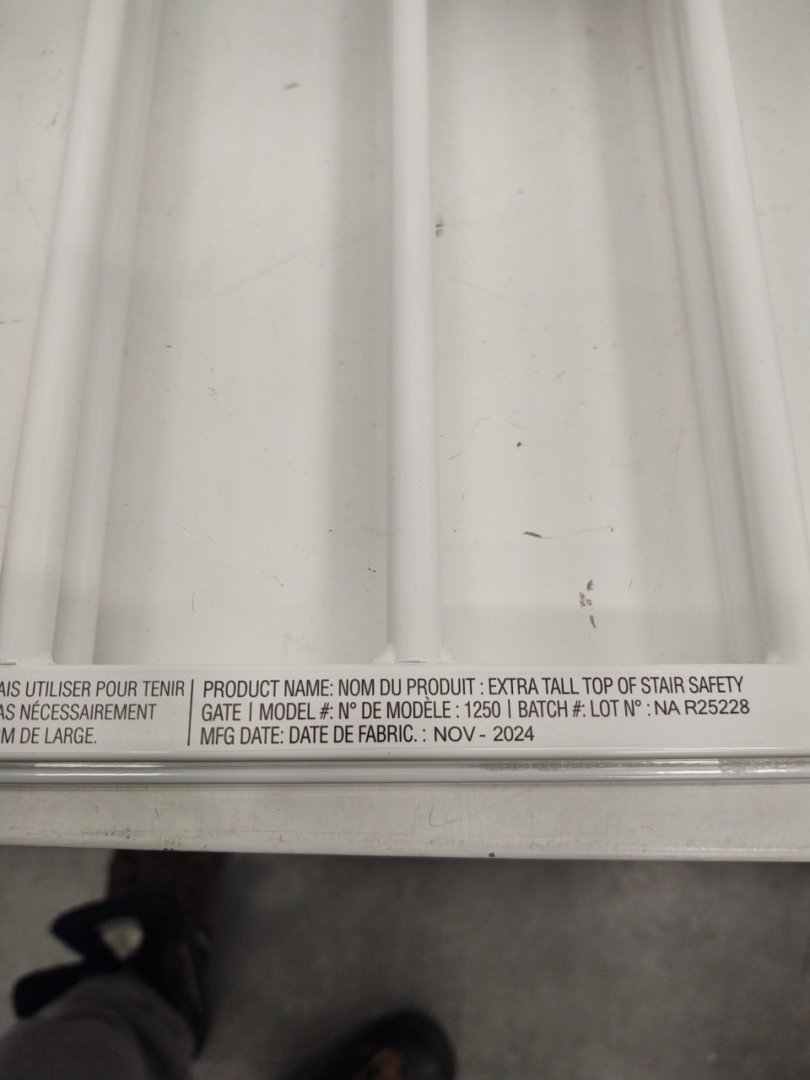 AIS UTILISER POUR TENIR
AS NÉCESSAIREMENT
M DE LARGE.
PRODUCT NAME: NOM DU PRODUIT : EXTRA TALL TOP OF STAIR SAFETY
GATE | MODEL #: N° DE MODÈLE : 1250 | BATCH #: LOT N° : NA R25228
MFG DATE: DATE DE FABRIC. : NOV - 2024